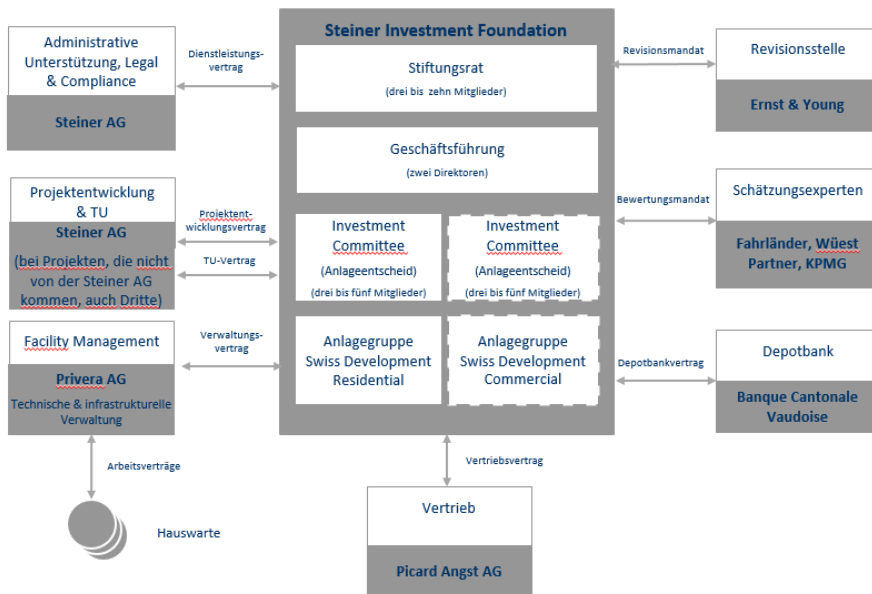 Steiner Investment Foundation
Administrative
Unterstützung, Legal
& Compliance
Steiner AG
Dienstleistungs-
vertrag
Stiftungsrat
(drei bis zehn Mitglieder)
Revisionsmandat
Revisionsstelle
Ernst & Young
Geschäftsführung
(zwei Direktoren)
Projektentwicklung
& TU
Steiner AG
(bei Projekten, die nicht
von der Steiner AG
kommen, auch Dritte)
Projektent-
wicklungsvertrag
TU-Vertrag
Investment
Committee
(Anlageentscheid)
(drei bis fünf Mitglieder)
Investment
Committee
(Anlageentscheid)
(drei bis fünf Mitglieder)
Bewertungsmandat
Schätzungsexperten
Fahrländer, Wüest
Partner, KPMG
Facility Management
Privera AG
Technische & infrastrukturelle
Verwaltung
Verwaltungs-
vertrag
Anlagegruppe
Swiss Development
Residential
Anlagegruppe
Swiss Development
Commercial
Depotbankvertrag
Depotbank
Banque Cantonale
Vaudoise
Arbeitsverträge
Hauswarte
Vertriebsvertrag
Vertrieb
Picard Angst AG